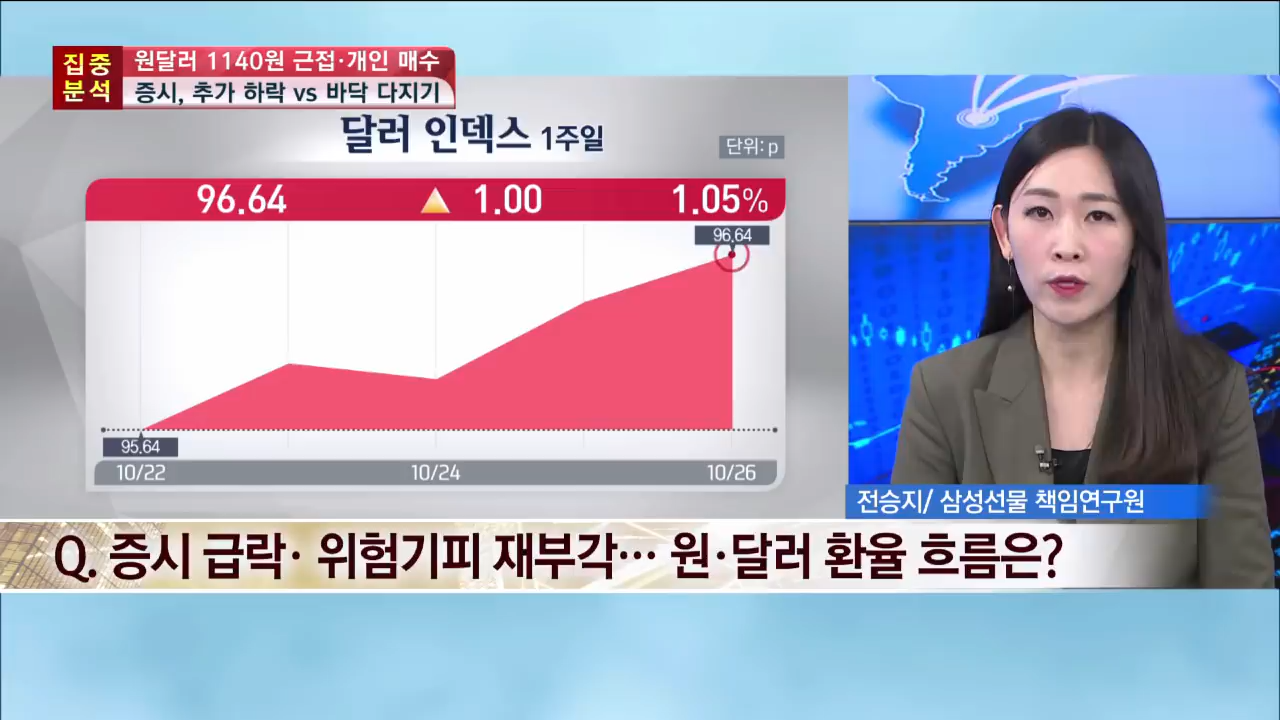 집중
분석
원달러 1140원 근접·개인 매수
증시, 추가 하락 vs 바닥 다지기
달러 인덱스 1주일
단위:p
96.64 ▲ 1.00 1.05%
96.64
95.64
10/22 10/24 10/26
전승지/ 삼성선물 책임연구원
Q. 증시 급락· 위험기피 재부각… 원·달러 환율 흐름은?